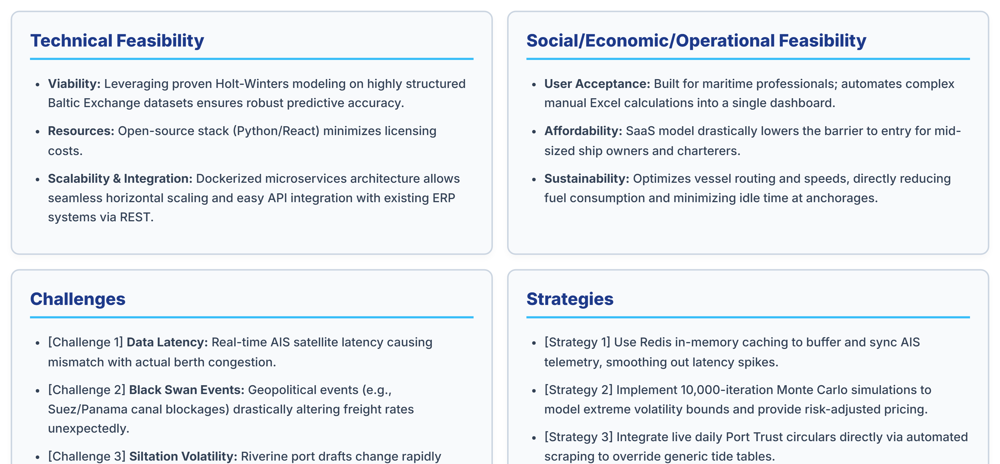 Technical Feasibility
• Viability: Leveraging proven Holt-Winters modeling on highly structured
Baltic Exchange datasets ensures robust predictive accuracy.
• Resources: Open-source stack (Python/React) minimizes licensing
costs.
• Scalability & Integration: Dockerized microservices architecture allows
seamless horizontal scaling and easy API integration with existing ERP
systems via REST.
Social/Economic/Operational Feasibility
• User Acceptance: Built for maritime professionals; automates complex
manual Excel calculations into a single dashboard.
• Affordability: SaaS model drastically lowers the barrier to entry for mid-
sized ship owners and charterers.
• Sustainability: Optimizes vessel routing and speeds, directly reducing
fuel consumption and minimizing idle time at anchorages.
Challenges
• [Challenge 1] Data Latency: Real-time AIS satellite latency causing
mismatch with actual berth congestion.
• [Challenge 2] Black Swan Events: Geopolitical events (e.g.,
Suez/Panama canal blockages) drastically altering freight rates
unexpectedly.
• [Challenge 3] Siltation Volatility: Riverine port drafts change rapidly
Strategies
• [Strategy 1] Use Redis in-memory caching to buffer and sync AIS
telemetry, smoothing out latency spikes.
• [Strategy 2] Implement 10,000-iteration Monte Carlo simulations to
model extreme volatility bounds and provide risk-adjusted pricing.
• [Strategy 3] Integrate live daily Port Trust circulars directly via automated
scraping to override generic tide tables.